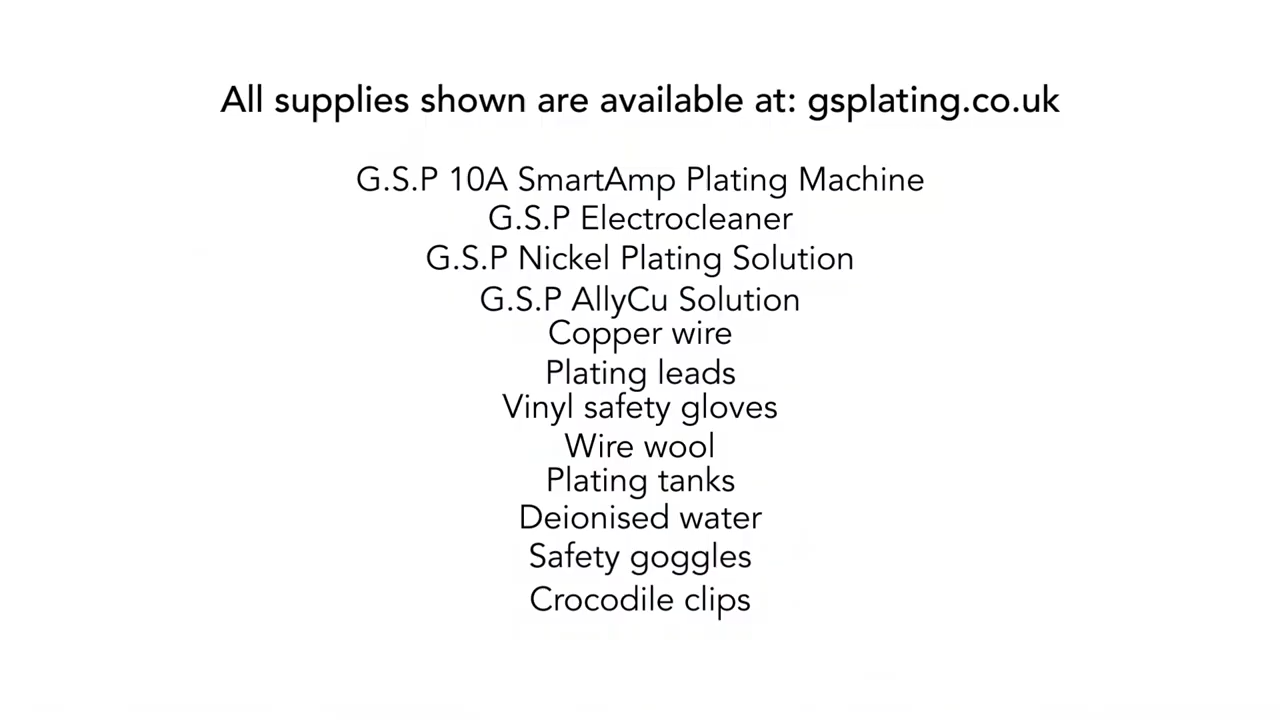 All supplies shown are available at: gsplating.co.uk
G.S.P 10A SmartAmp Plating Machine
G.S.P Electrocleaner
G.S.P Nickel Plating Solution
G.S.P AllyCu Solution
Copper wire
Plating leads
Vinyl safety gloves
Wire wool
Plating tanks
Deionised water
Safety goggles
Crocodile clips